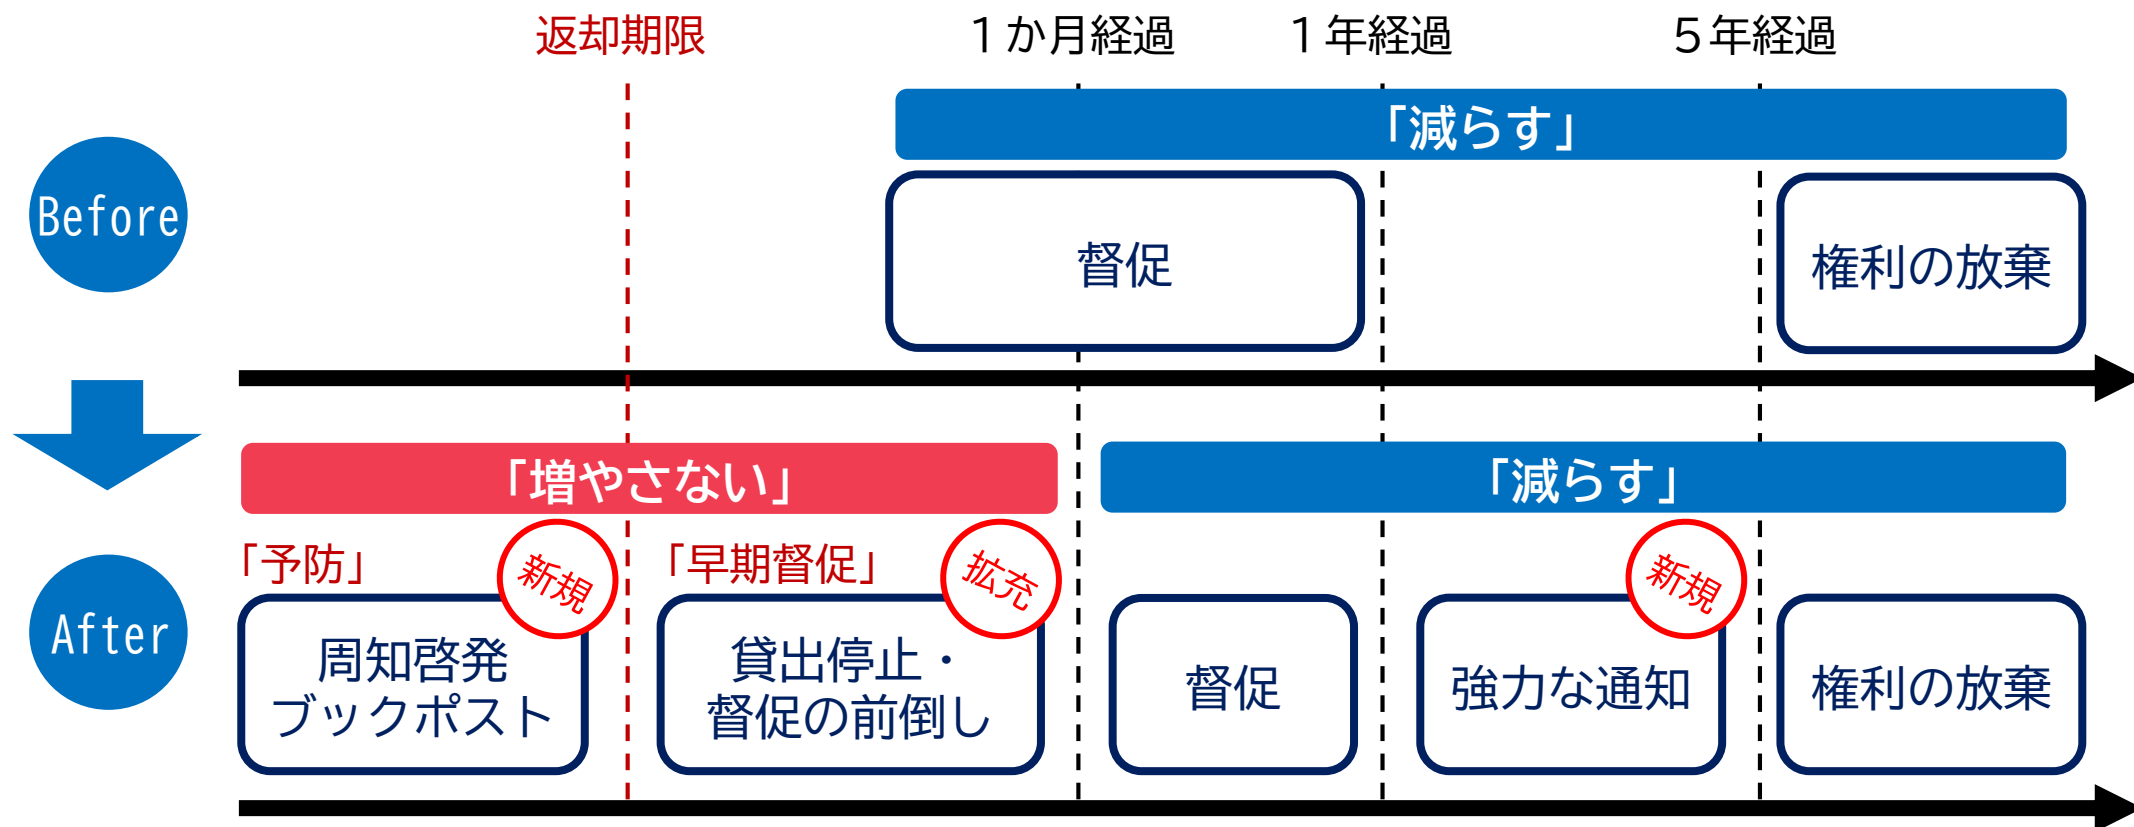 返却期限
１か月経過
１年経過
５年経過
Before
「減らす」
督促
権利の放棄
After
「増やさない」
「減らす」
「予防」
新規
「早期督促」
拡充
新規
周知啓発
ブックポスト
貸出停止・
督促の前倒し
督促
強力な通知
権利の放棄